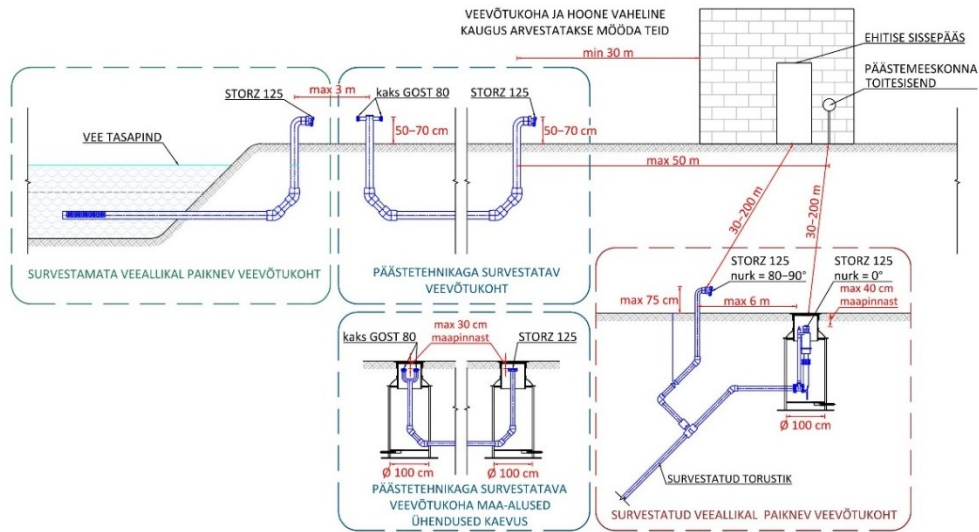 VEEVÕTUKOHA JA HOONE VAHELINE
KAUGUS ARVESTATAKSE MÖÖDA TEID
min 30 m
EHITISE SISSEPÄÄS
PÄÄSTEMEESKONNA
TOITESISEND
STORZ 125
max 3 m
kaks GOST 80
STORZ 125
VEE TASAPIND
50–70 cm
50–70 cm
max 50 m
30–200 m
30–200 m
SURVESTAMATA VEEALLIKAL PAIKNEV VEEVÕTUKOHT
PÄÄSTETEHNIKAGA SURVESTATAV
VEEVÕTUKOHT
STORZ 125
nurk = 80–90°
STORZ 125
nurk = 0°
max 40 cm
maapinnast
max 75 cm
max 6 m
kaks GOST 80
max 30 cm
maapinnast
STORZ 125
Ø 100 cm
Ø 100 cm
Ø 100 cm
PÄÄSTETEHNIKAGA SURVESTATAVA
VEEVÕTUKOHA MAA-ALUSED
ÜHENDUSED KAEVUS
SURVESTATUD TORUSTIK
SURVESTATUD VEEALLIKAL PAIKNEV VEEVÕTUKOHT